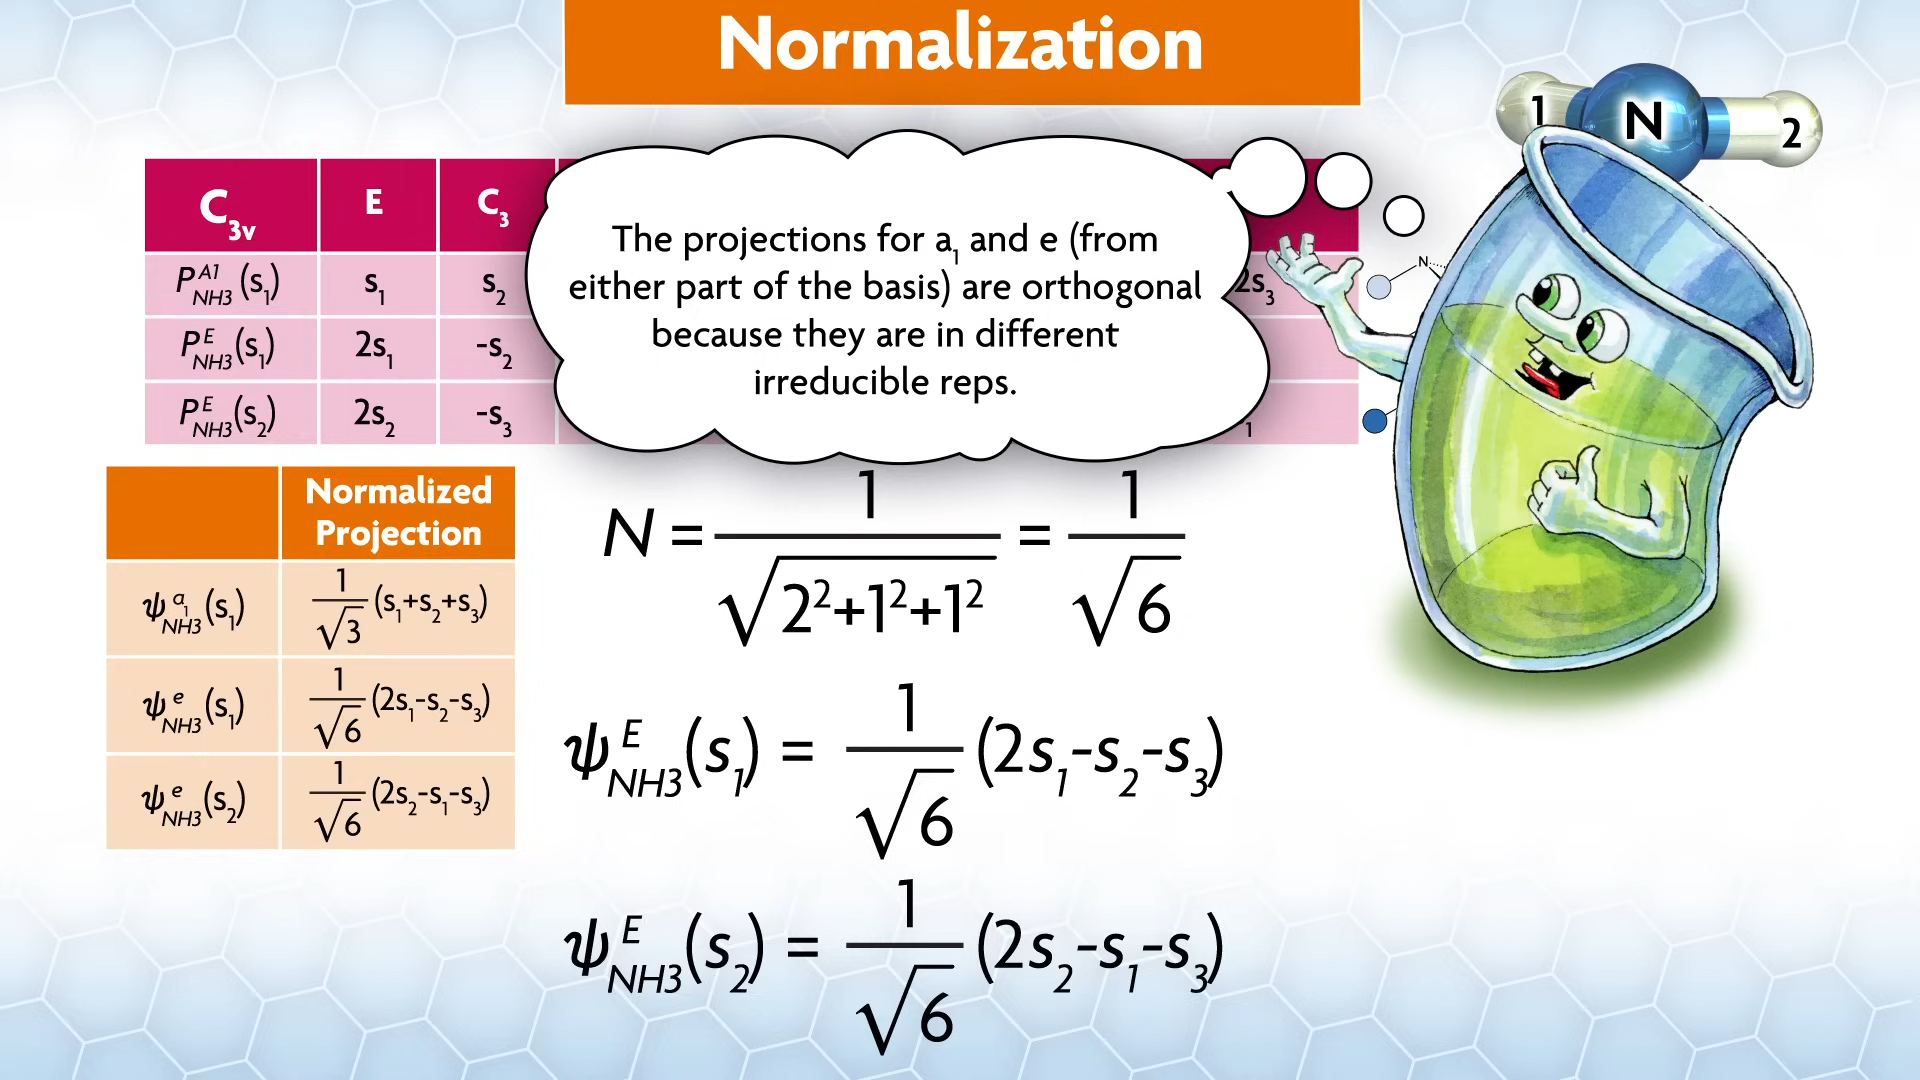 Normalization
1 N 2
C₃ᵥ E C₃
The projections for a₁ and e (from
either part of the basis) are orthogonal
because they are in different
irreducible reps.
P^A1_NH3 (s₁) s₁ s₂ 2s₃
N
P^E_NH3(s₁) 2s₁ -s₂
P^E_NH3(s₂) 2s₂ -s₃ ₁
Normalized
Projection
ψ^a₁_NH3(s₁) 1/√3 (s₁+s₂+s₃)
ψ^e_NH3(s₁) 1/√6 (2s₁-s₂-s₃)
ψ^e_NH3(s₂) 1/√6 (2s₂-s₁-s₃)
N = 1/√(2²+1²+1²) = 1/√6
ψ^E_NH3(s₁) = 1/√6 (2s₁-s₂-s₃)
ψ^E_NH3(s₂) = 1/√6 (2s₂-s₁-s₃)